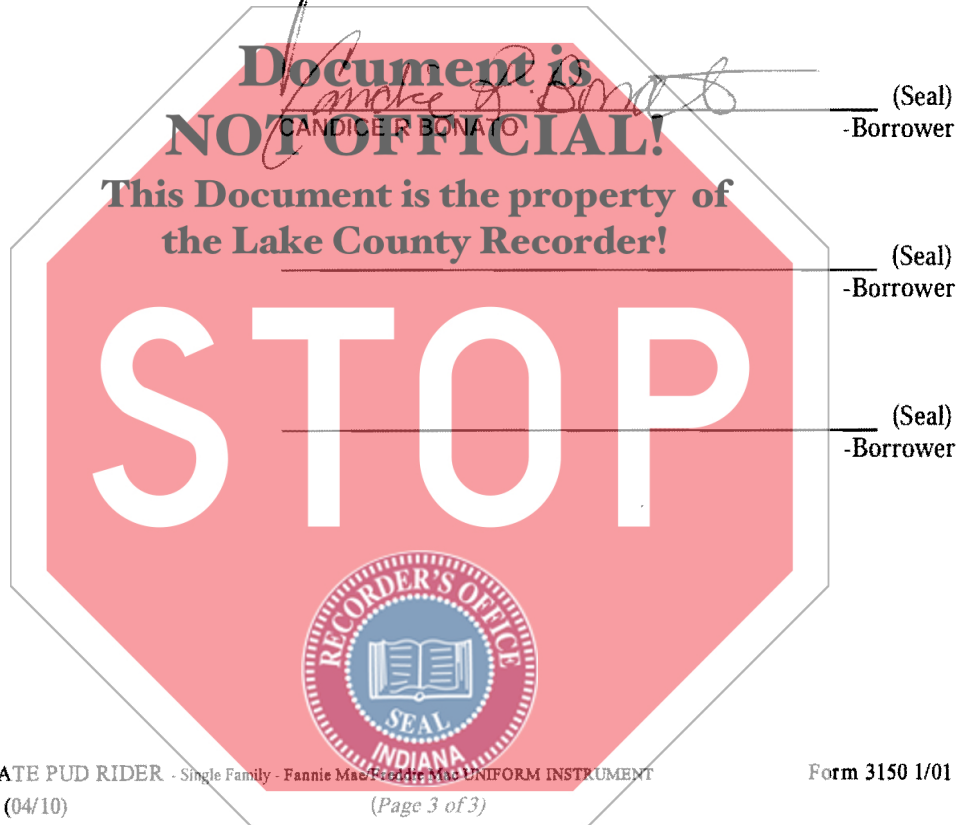 Document is
Candice R Bonato
(Seal)
NOT OFFICIAL!
CANDICE R BONATO
-Borrower
This Document is the property of
the Lake County Recorder!
(Seal)
-Borrower
STOP
(Seal)
-Borrower
RECORDER'S OFFICE
SEAL
INDIANA
ATE PUD RIDER - Single Family - Fannie Mae/Freddie Mac UNIFORM INSTRUMENT Form 3150 1/01
(04/10) (Page 3 of 3)